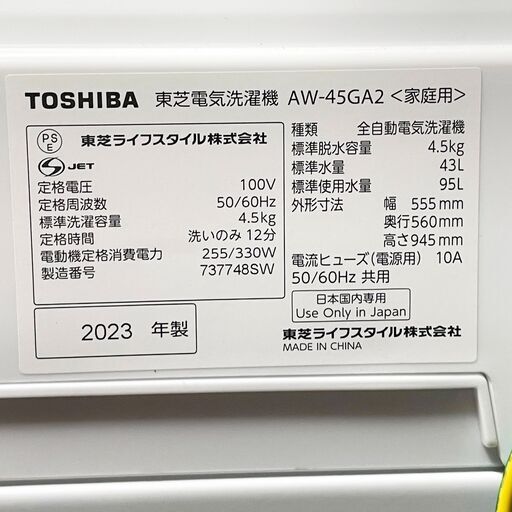 TOSHIBA 東芝電気洗濯機 AW-45GA2 <家庭用>
PS
E
東芝ライフスタイル株式会社
S JET
定格電圧 100V
定格周波数 50/60Hz
標準洗濯容量 4.5kg
定格時間 洗いのみ 12分
電動機定格消費電力 255/330W
製造番号 737748SW
2023 年製
種類 全自動電気洗濯機
標準脱水容量 4.5kg
標準水量 43L
標準使用水量 95L
外形寸法 幅 555mm
奥行560mm
高さ945mm
電流ヒューズ(電源用) 10A
50/60Hz 共用
日本国内専用
Use Only in Japan
東芝ライフスタイル株式会社
MADE IN CHINA